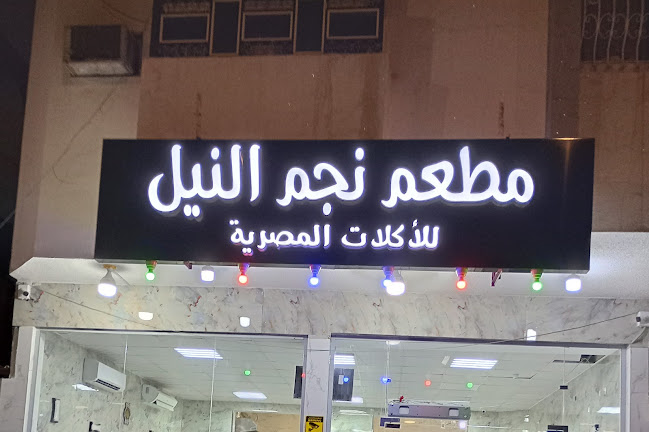 مطعم نجم النيل
للأكلات المصرية